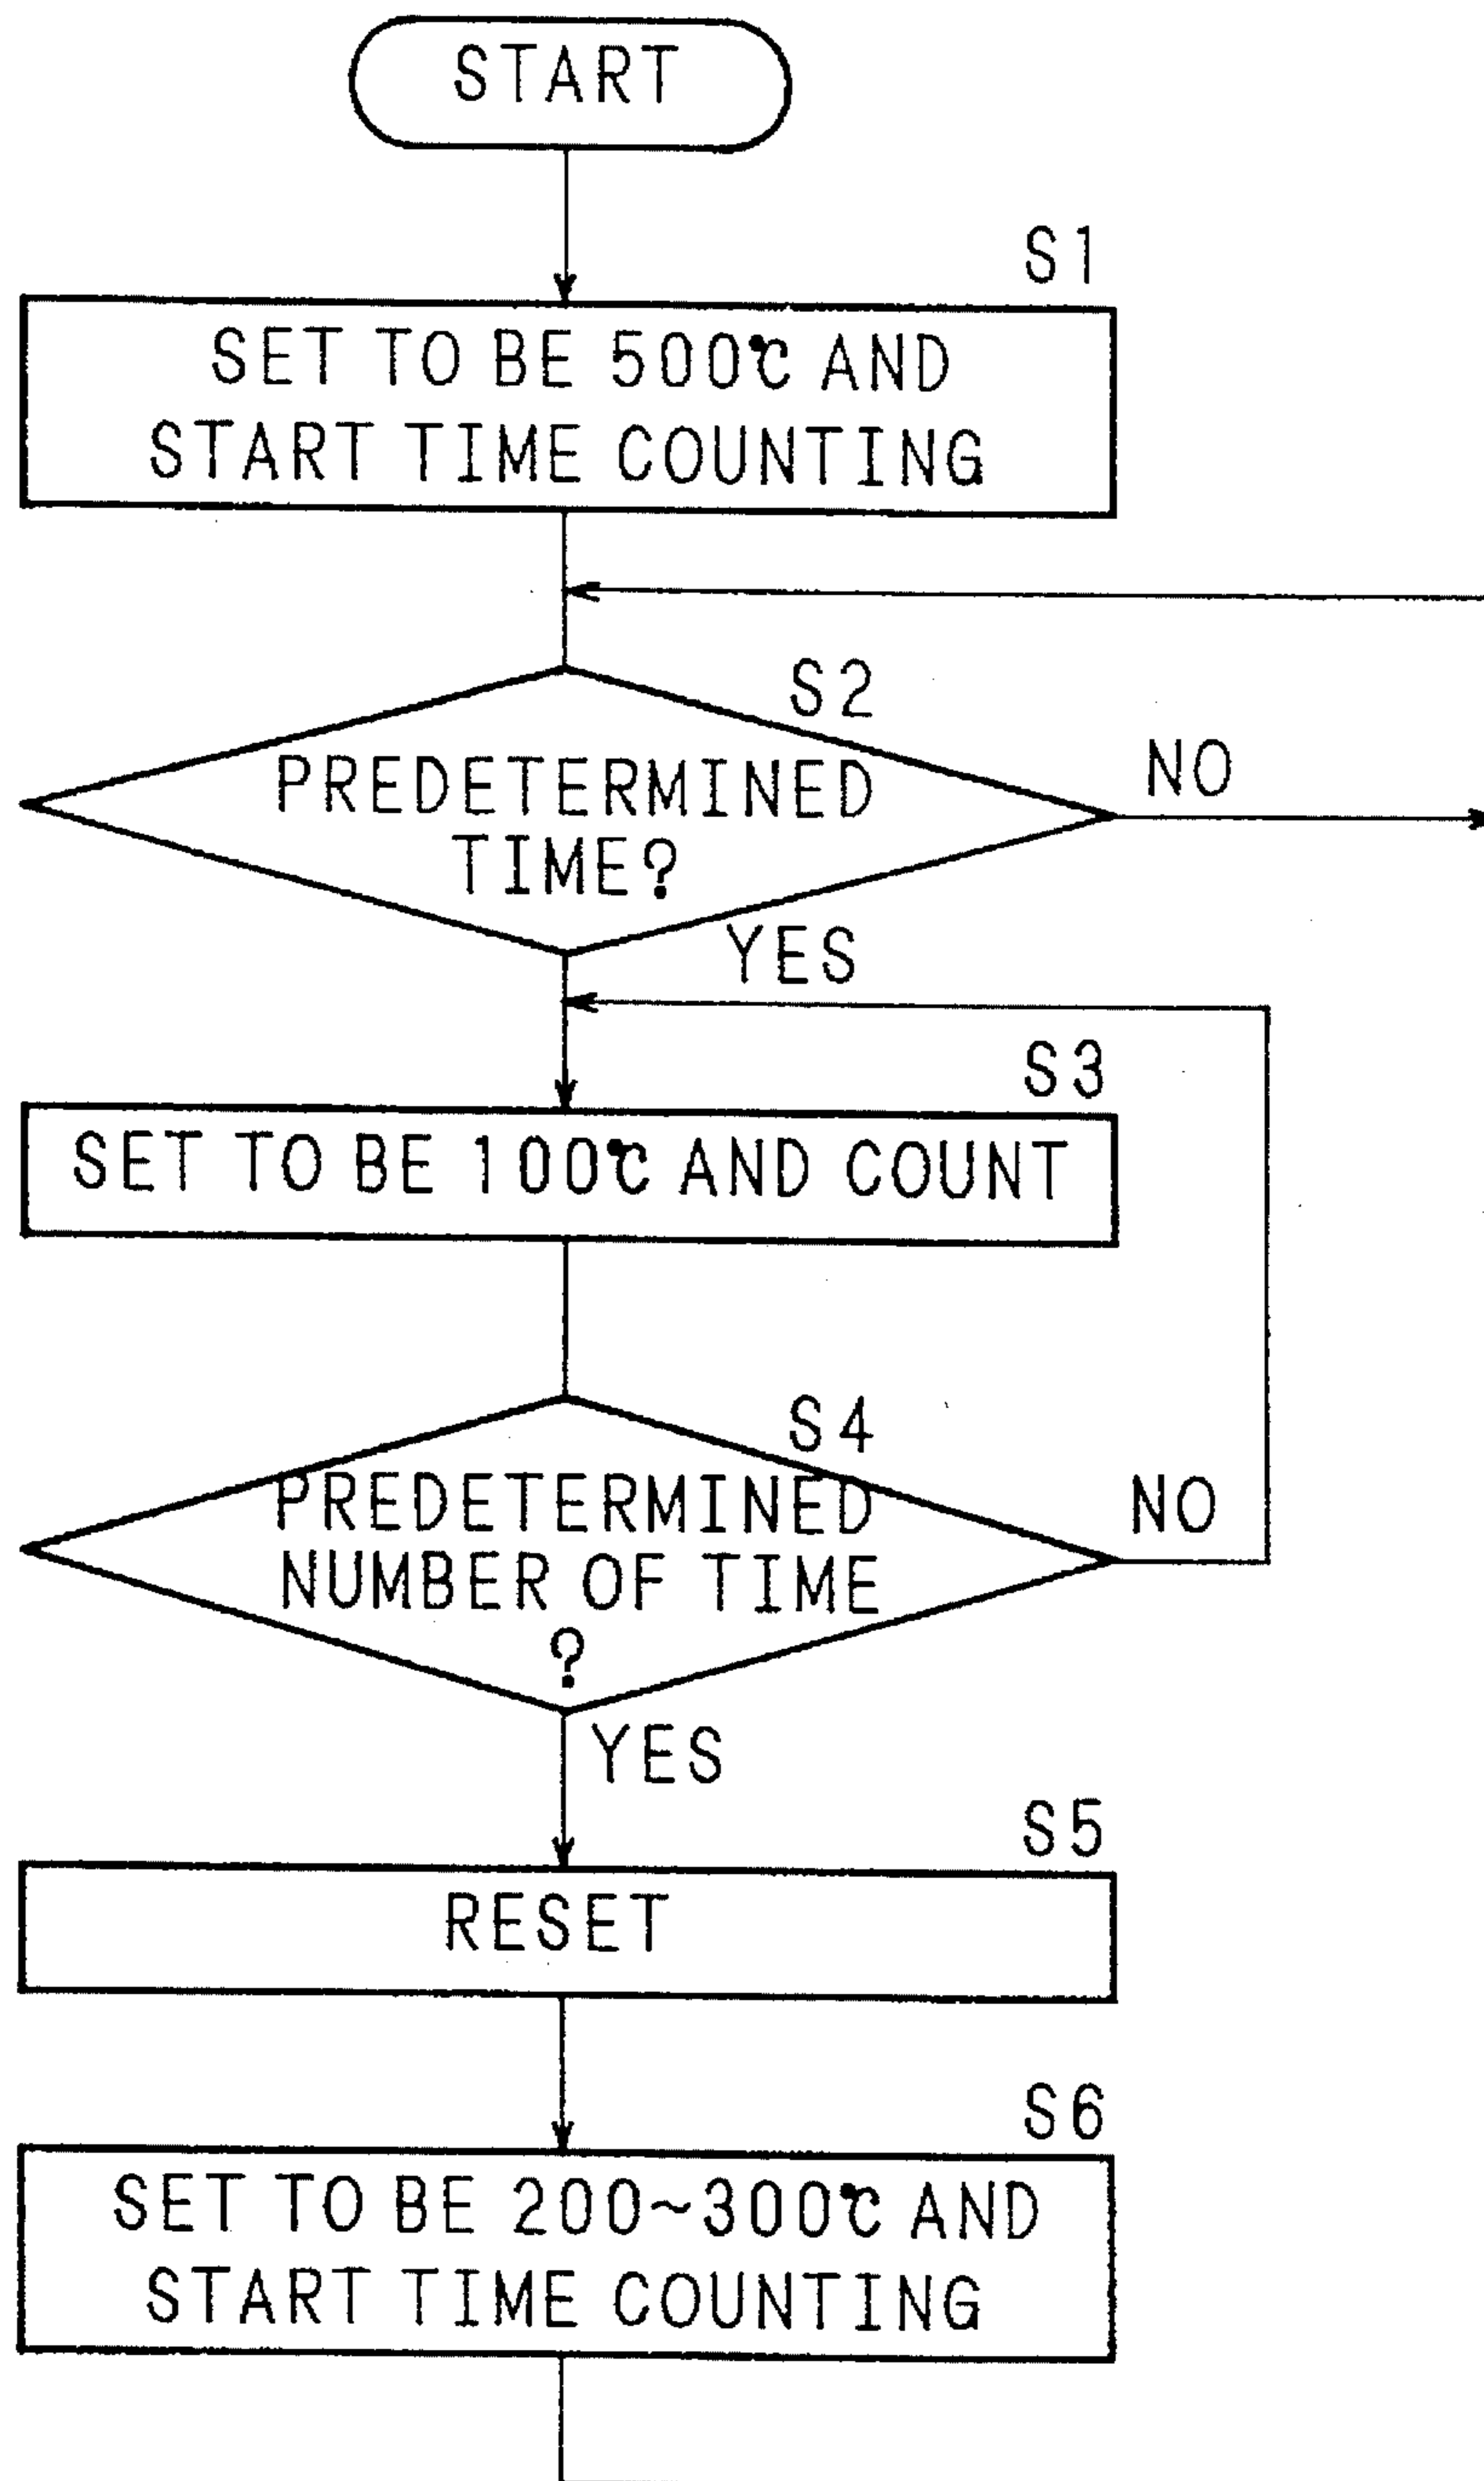 START
S1
SET TO BE 500℃ AND
START TIME COUNTING
S2
PREDETERMINED
TIME?
NO
YES
S3
SET TO BE 100℃ AND COUNT
S4
PREDETERMINED
NUMBER OF TIME
?
NO
YES
S5
RESET
S6
SET TO BE 200~300℃ AND
START TIME COUNTING